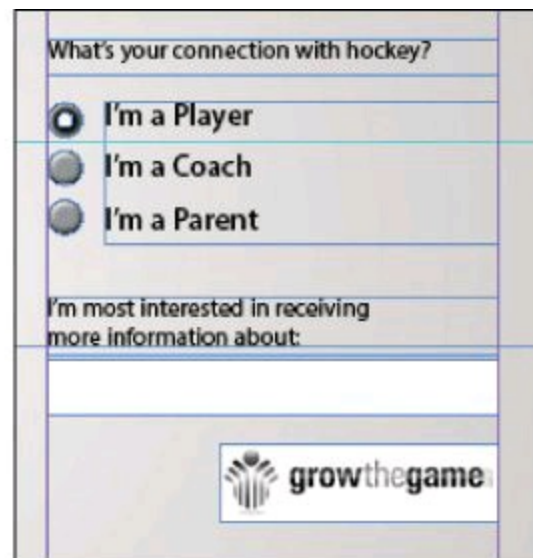 What's your connection with hockey?
I'm a Player
I'm a Coach
I'm a Parent
I'm most interested in receiving
more information about:
growthegame